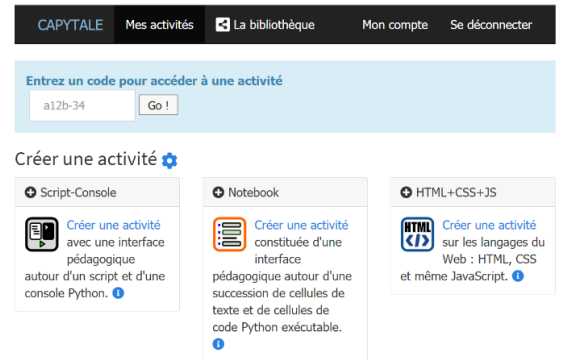 CAPYTALE Mes activités La bibliothèque Mon compte Se déconnecter
Entrez un code pour accéder à une activité
a12b-34 Go !
Créer une activité
Script-Console
Créer une activité
avec une interface
pédagogique
autour d'un script et d'une
console Python.
Notebook
Créer une activité
constituée d'une
interface
pédagogique autour d'une
succession de cellules de
texte et de cellules de
code Python exécutable.
HTML+CSS+JS
HTML
</>
Créer une activité
sur les langages du
Web : HTML, CSS
et même JavaScript.